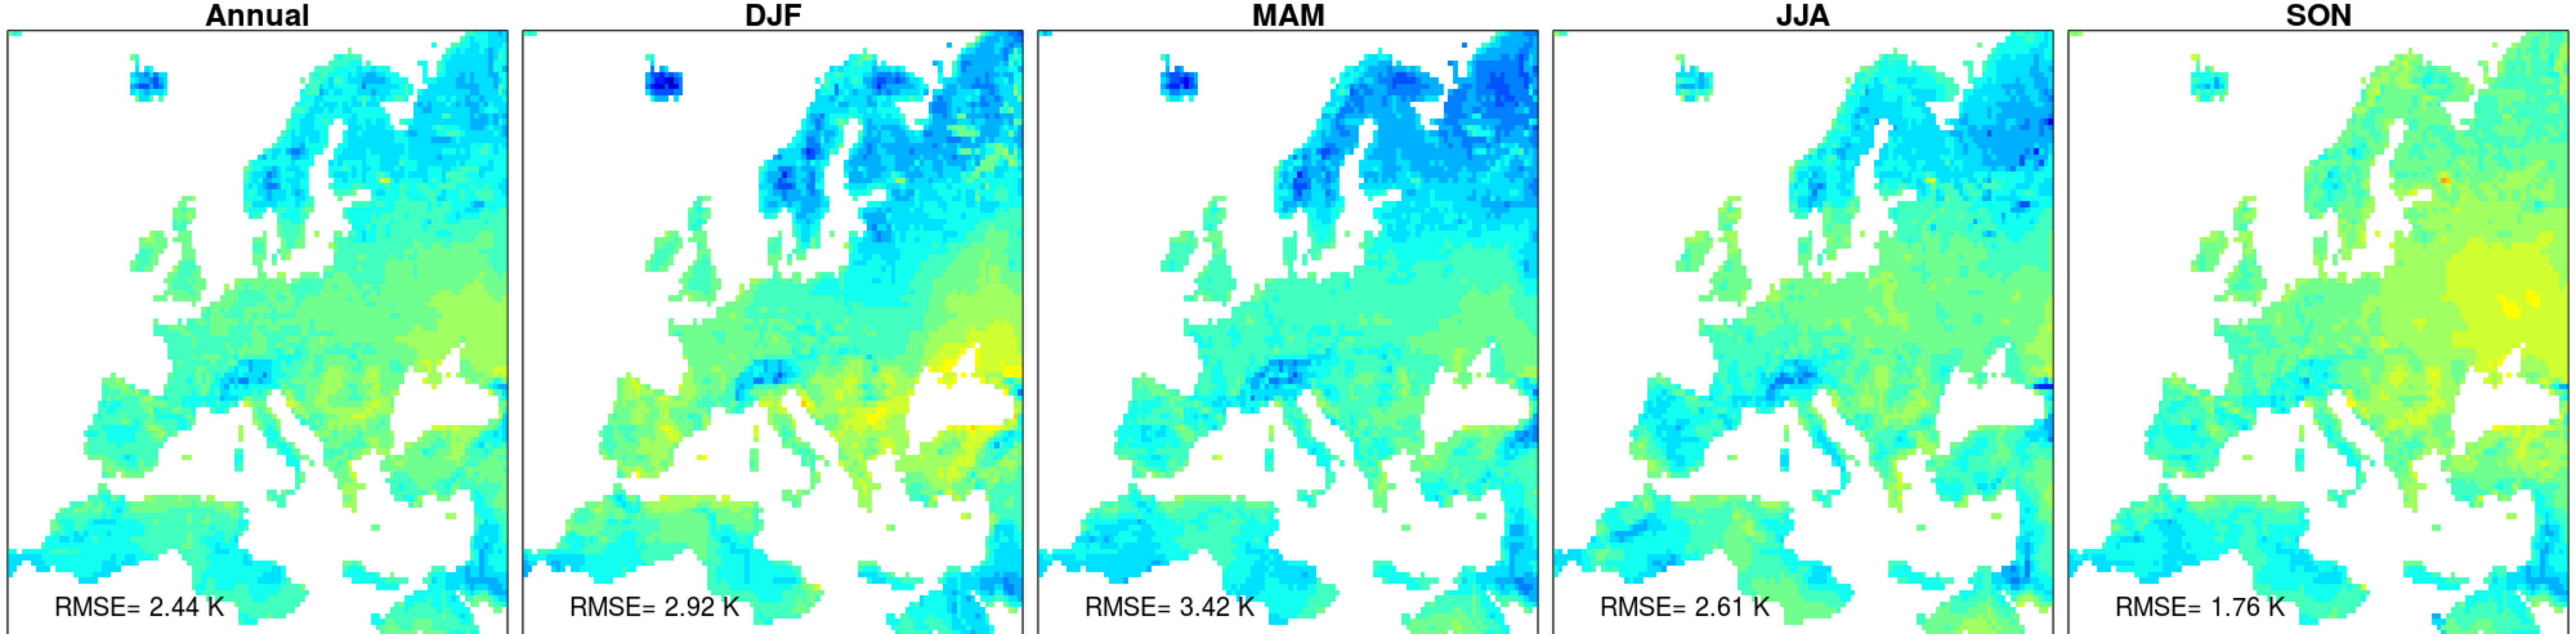 Annual DJF MAM JJA SON
RMSE= 2.44 K RMSE= 2.92 K RMSE= 3.42 K RMSE= 2.61 K RMSE= 1.76 K